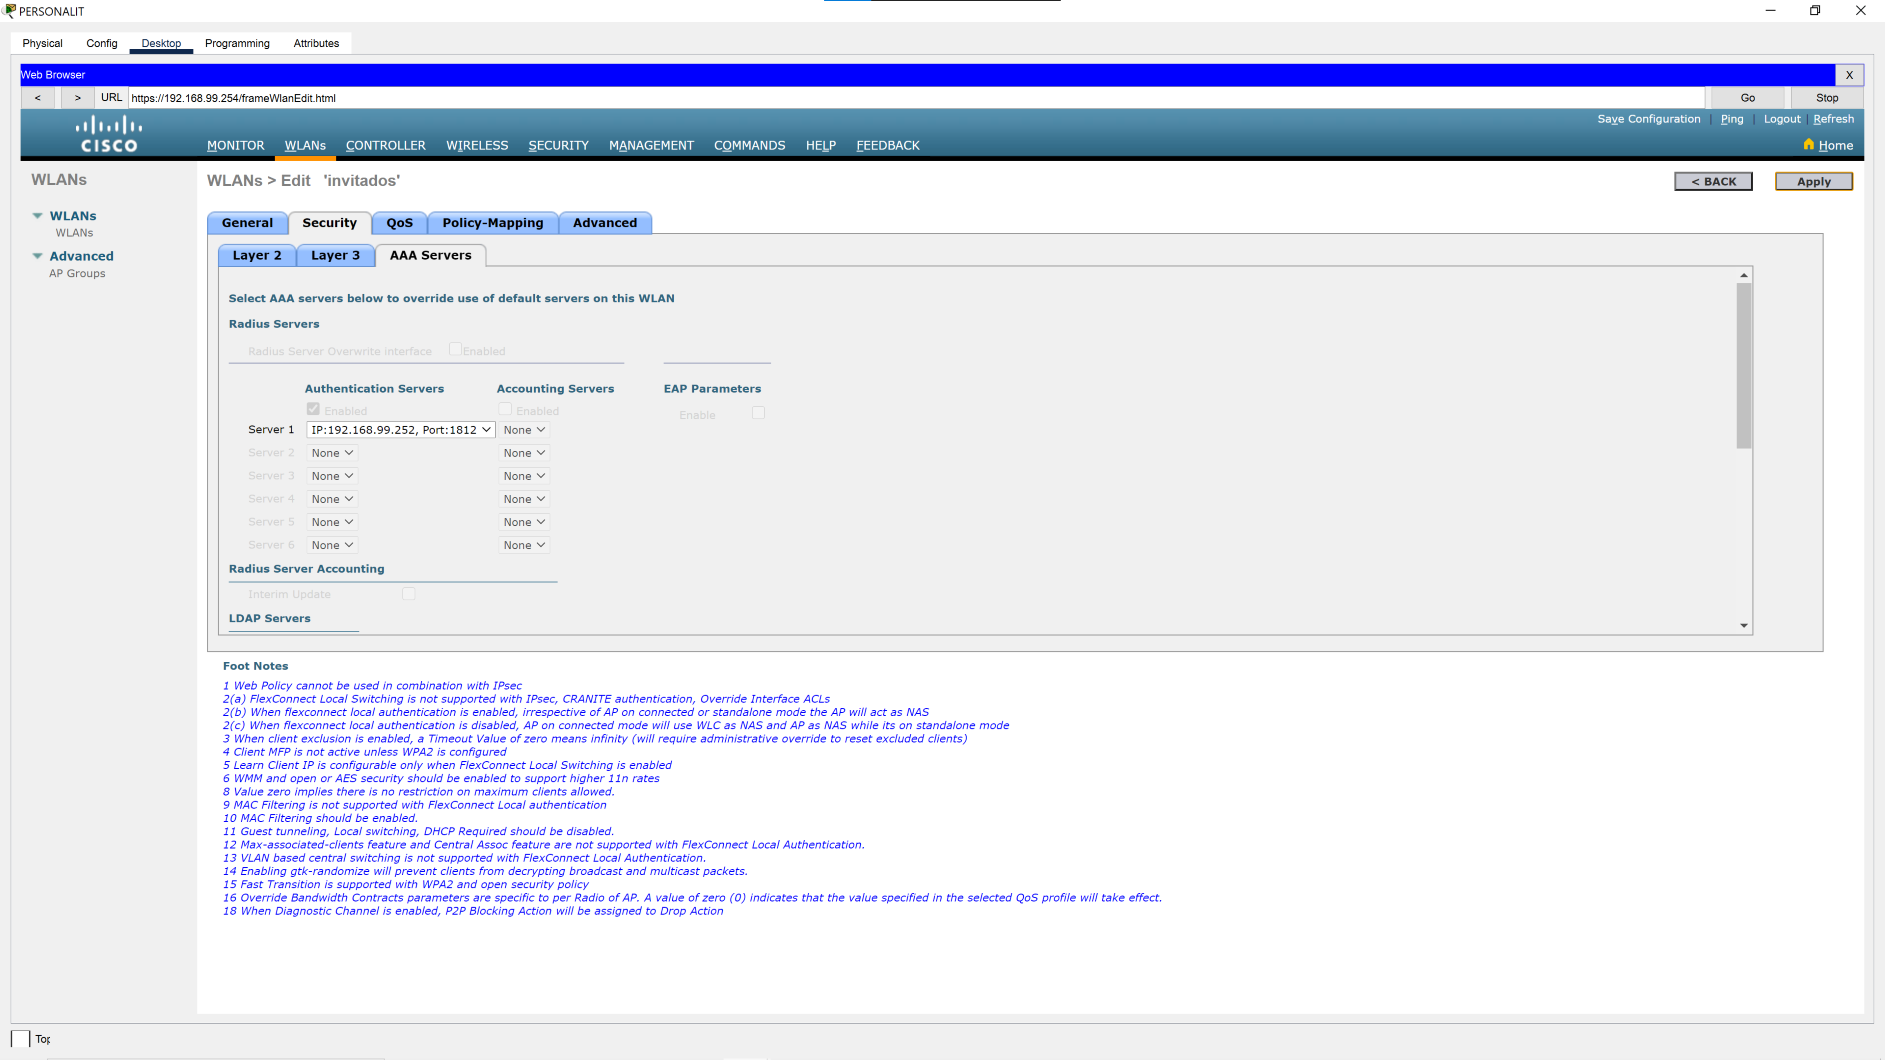 PERSONALIT
Physical Config Desktop Programming Attributes
Web Browser X
< > URL https://192.168.99.254/frameWlanEdit.html Go Stop
Save Configuration | Ping | Logout | Refresh
CISCO
MONITOR WLANs CONTROLLER WIRELESS SECURITY MANAGEMENT COMMANDS HELP FEEDBACK Home
WLANs
WLANs > Edit 'invitados' < BACK Apply
WLANs
WLANs
Advanced
AP Groups
General Security QoS Policy-Mapping Advanced
Layer 2 Layer 3 AAA Servers
Select AAA servers below to override use of default servers on this WLAN
Radius Servers
Radius Server Overwrite interface Enabled
Authentication Servers Accounting Servers EAP Parameters
Enabled Enabled Enable
Server 1 IP:192.168.99.252, Port:1812 None
Server 2 None None
Server 3 None None
Server 4 None None
Server 5 None None
Server 6 None None
Radius Server Accounting
Interim Update
LDAP Servers
Foot Notes
1 Web Policy cannot be used in combination with IPsec
2(a) FlexConnect Local Switching is not supported with IPsec, CRANITE authentication, Override Interface ACLs
2(b) When flexconnect local authentication is enabled, irrespective of AP on connected or standalone mode the AP will act as NAS
2(c) When flexconnect local authentication is disabled, AP on connected mode will use WLC as NAS and AP as NAS while its on standalone mode
3 When client exclusion is enabled, a Timeout Value of zero means infinity (will require administrative override to reset excluded clients)
4 Client MFP is not active unless WPA2 is configured
5 Learn Client IP is configurable only when FlexConnect Local Switching is enabled
6 WMM and open or AES security should be enabled to support higher 11n rates
8 Value zero implies there is no restriction on maximum clients allowed.
9 MAC Filtering is not supported with FlexConnect Local authentication
10 MAC Filtering should be enabled.
11 Guest tunneling, Local switching, DHCP Required should be disabled.
12 Max-associated-clients feature and Central Assoc feature are not supported with FlexConnect Local Authentication.
13 VLAN based central switching is not supported with FlexConnect Local Authentication.
14 Enabling gtk-randomize will prevent clients from decrypting broadcast and multicast packets.
15 Fast Transition is supported with WPA2 and open security policy
16 Override Bandwidth Contracts parameters are specific to per Radio of AP. A value of zero (0) indicates that the value specified in the selected QoS profile will take effect.
18 When Diagnostic Channel is enabled, P2P Blocking Action will be assigned to Drop Action
Top